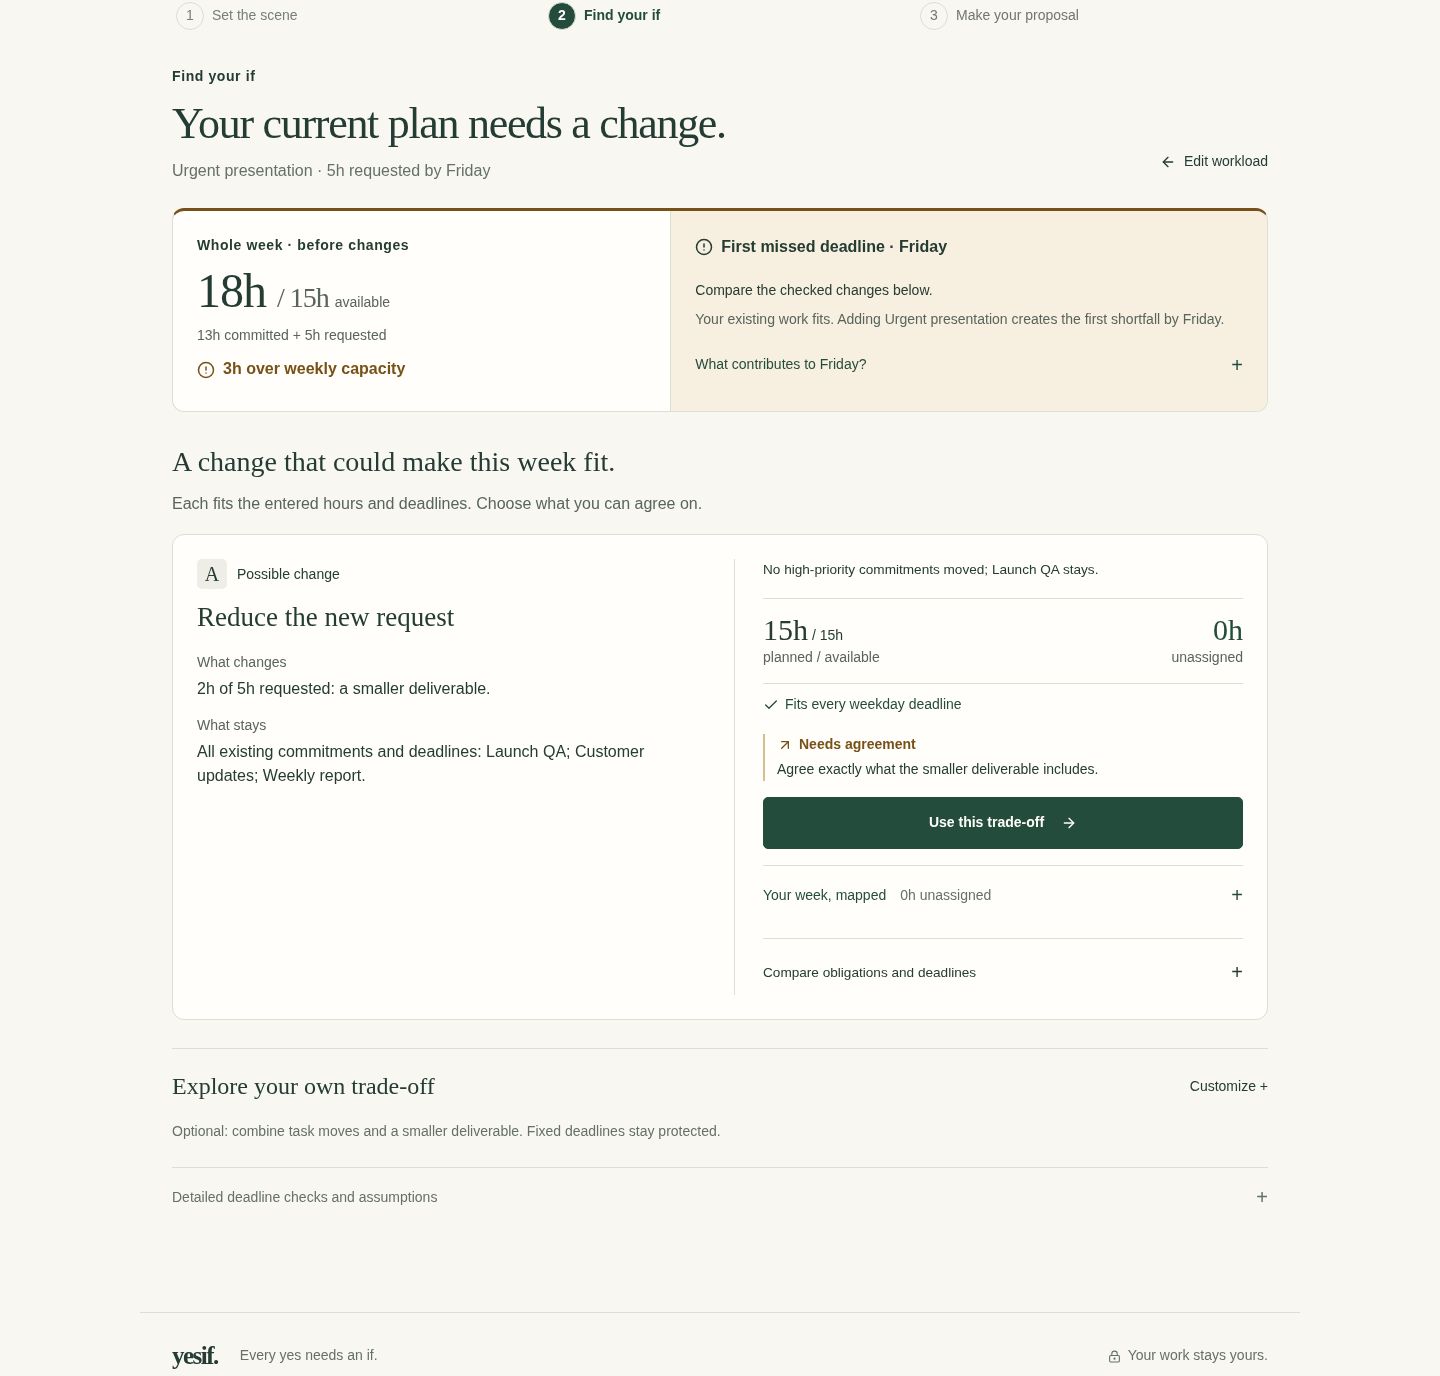 1 Set the scene
2 Find your if
3 Make your proposal
Find your if
Your current plan needs a change.
Urgent presentation · 5h requested by Friday
← Edit workload
Whole week · before changes
18h / 15h available
13h committed + 5h requested
3h over weekly capacity
First missed deadline · Friday
Compare the checked changes below.
Your existing work fits. Adding Urgent presentation creates the first shortfall by Friday.
What contributes to Friday? +
A change that could make this week fit.
Each fits the entered hours and deadlines. Choose what you can agree on.
A Possible change
Reduce the new request
What changes
2h of 5h requested: a smaller deliverable.
What stays
All existing commitments and deadlines: Launch QA; Customer
updates; Weekly report.
No high-priority commitments moved; Launch QA stays.
15h / 15h
planned / available
0h
unassigned
Fits every weekday deadline
Needs agreement
Agree exactly what the smaller deliverable includes.
Use this trade-off →
Your week, mapped 0h unassigned +
Compare obligations and deadlines +
Explore your own trade-off
Customize +
Optional: combine task moves and a smaller deliverable. Fixed deadlines stay protected.
Detailed deadline checks and assumptions +
yesif. Every yes needs an if.
Your work stays yours.